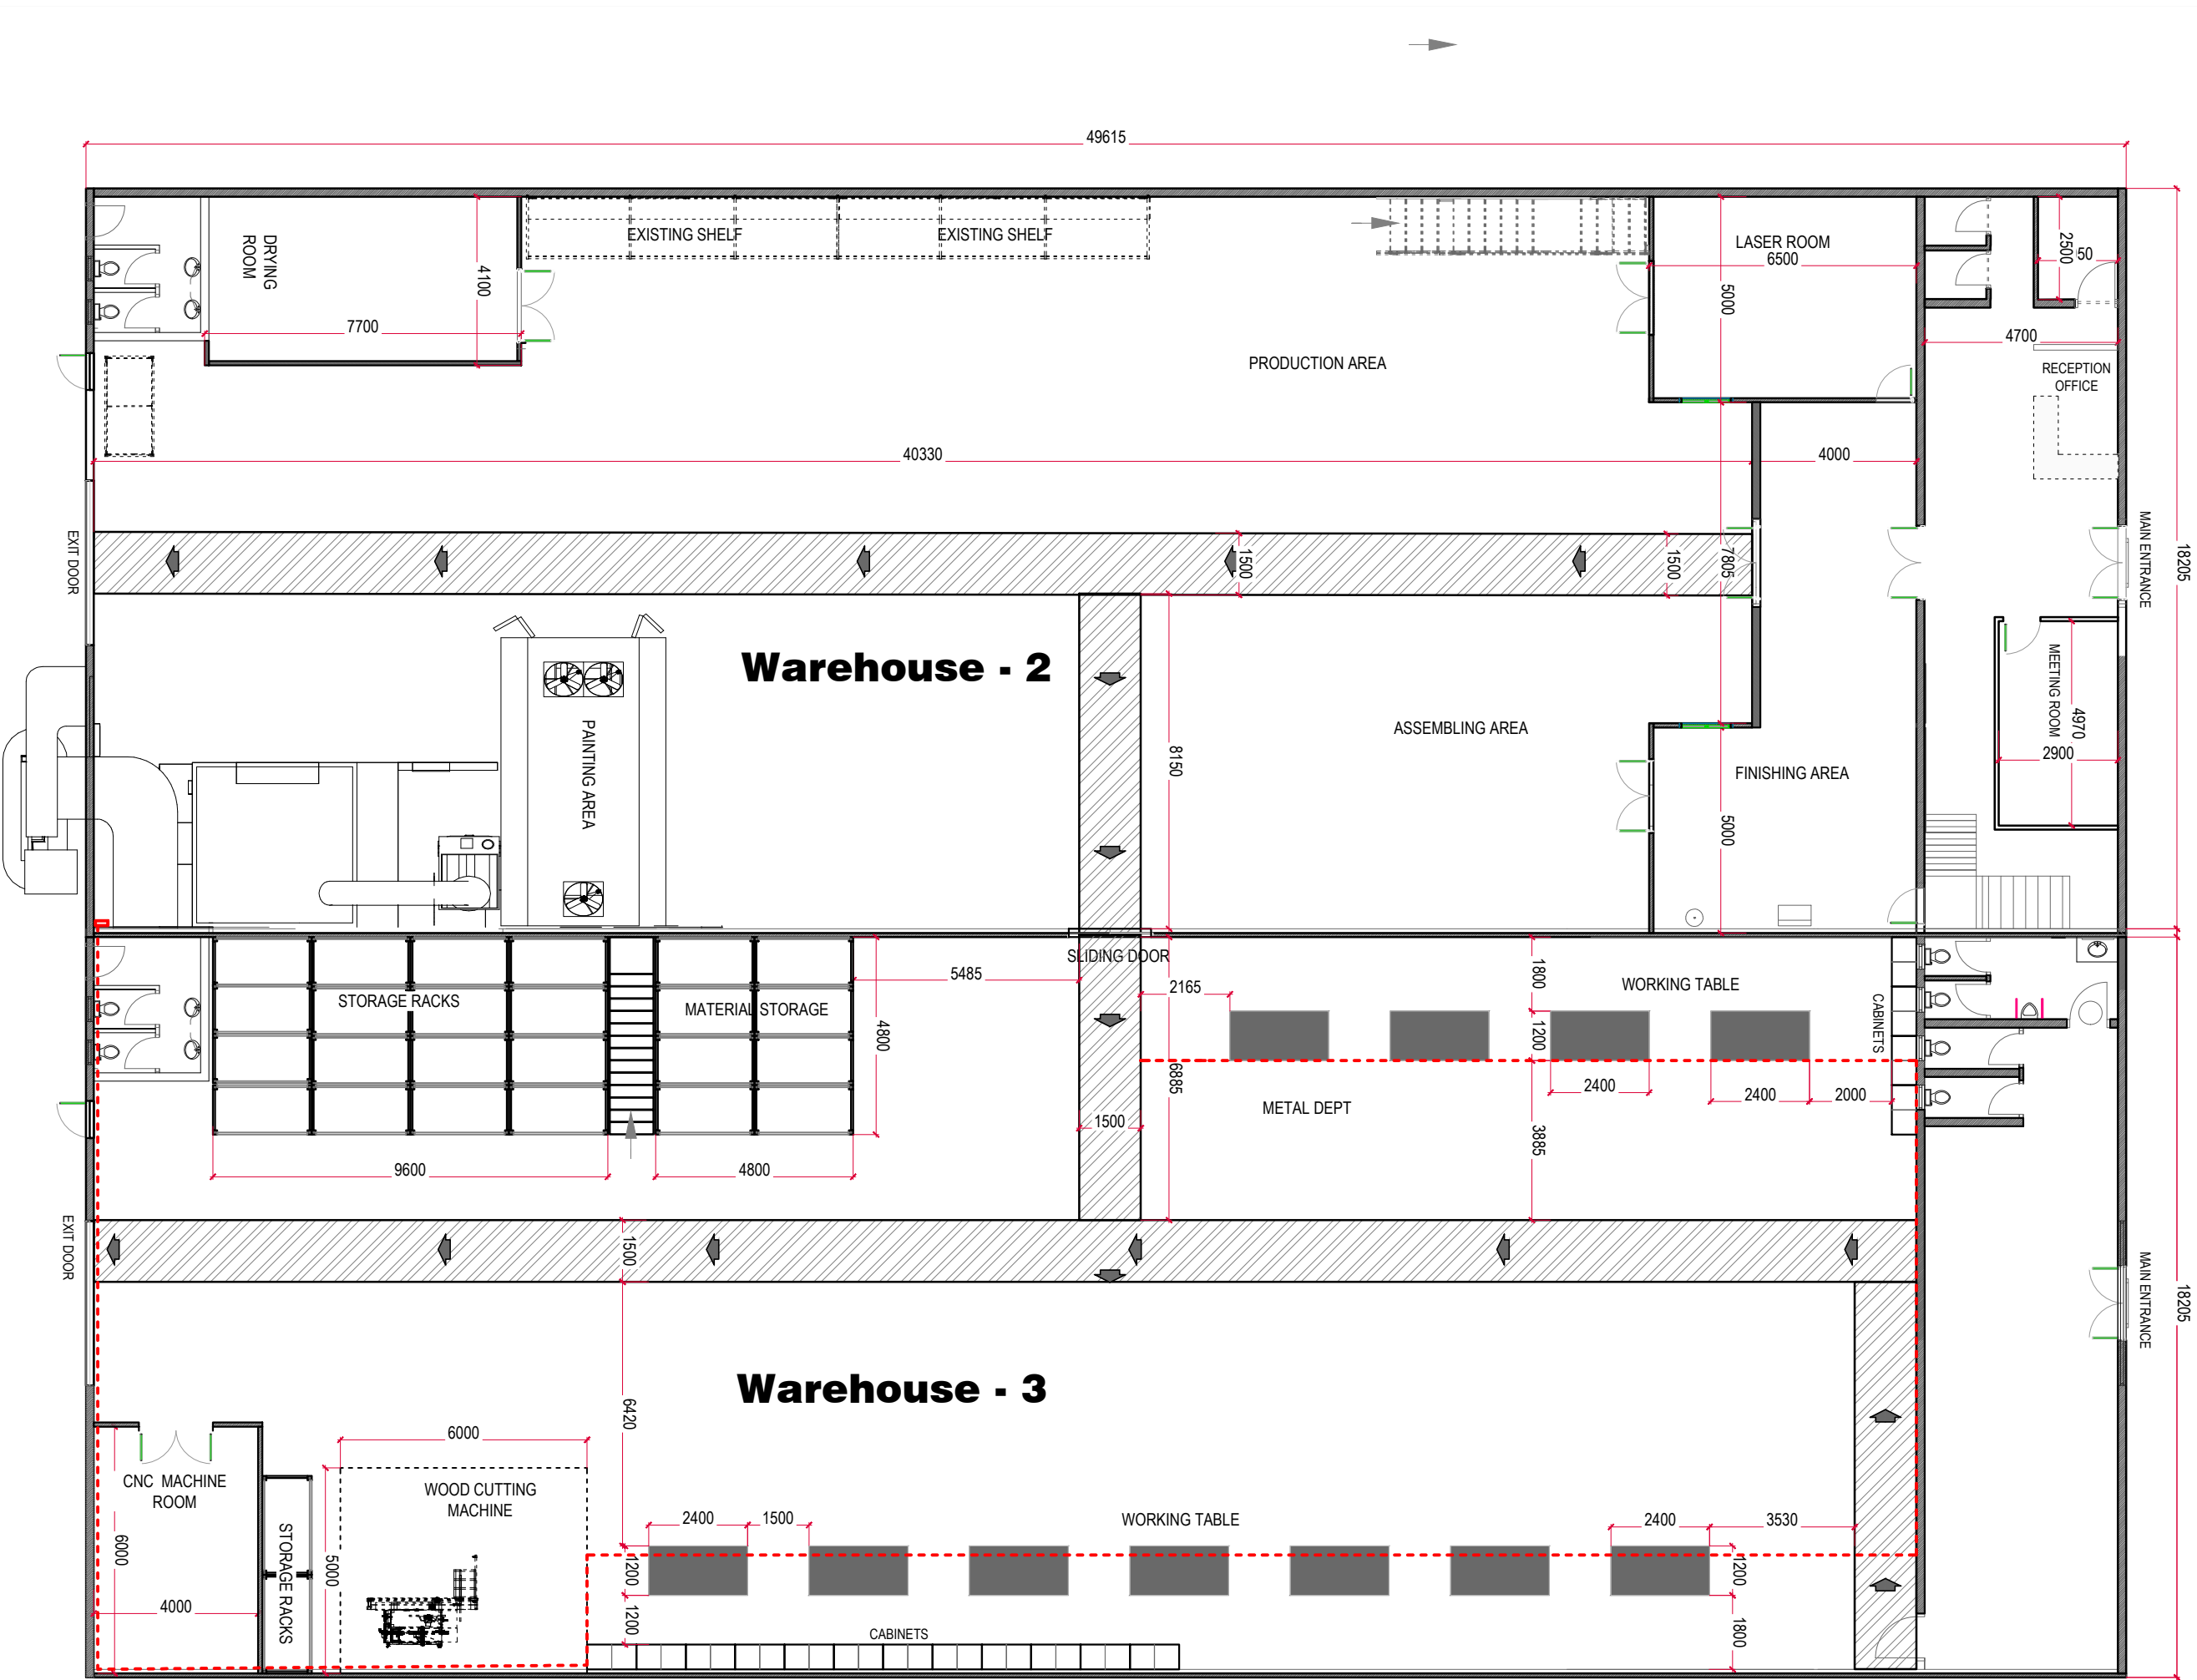 49615
EXISTING SHELF
EXISTING SHELF
DRYING
ROOM
4100
7700
LASER ROOM
6500
5000
2500
50
4700
PRODUCTION AREA
RECEPTION
OFFICE
40330
4000
EXIT DOOR
1500
1500
7805
MAIN ENTRANCE
18205
Warehouse - 2
PAINTING AREA
8150
ASSEMBLING AREA
FINISHING AREA
5000
MEETING ROOM
4970
2900
SLIDING DOOR
STORAGE RACKS
MATERIAL STORAGE
4800
5485
2165
1800
WORKING TABLE
CABINETS
1200
6885
2400
2400
2000
METAL DEPT
1500
3885
9600
4800
EXIT DOOR
1500
MAIN ENTRANCE
18205
Warehouse - 3
6420
6000
CNC MACHINE
ROOM
WOOD CUTTING
MACHINE
6000
4000
STORAGE RACKS
5000
2400
1500
WORKING TABLE
2400
3530
1200
1200
1200
1800
CABINETS